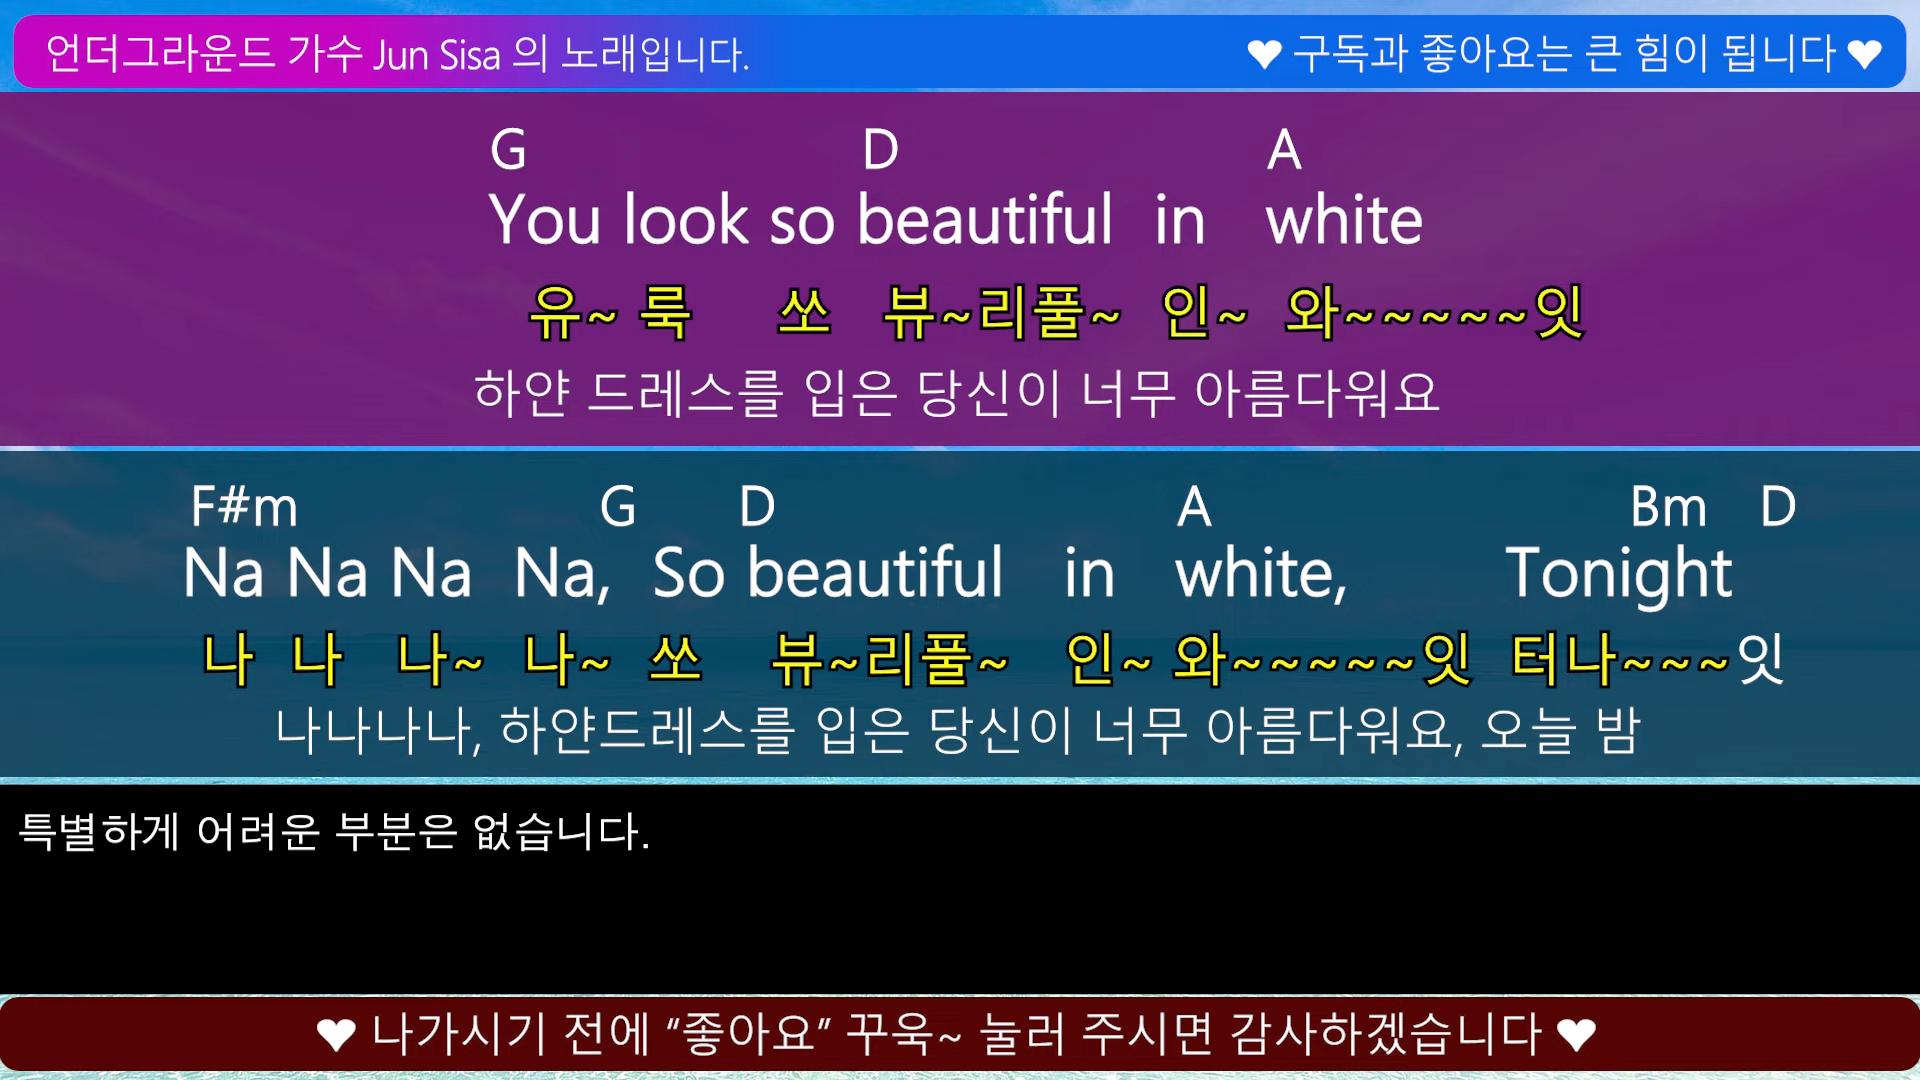 언더그라운드 가수 Jun Sisa 의 노래입니다.
♥ 구독과 좋아요는 큰 힘이 됩니다 ♥
G D A
You look so beautiful in white
유~ 룩 쏘 뷰~리풀~ 인~ 와~~~~~잇
하얀 드레스를 입은 당신이 너무 아름다워요
F#m G D A Bm D
Na Na Na Na, So beautiful in white, Tonight
나 나 나~ 나~ 쏘 뷰~리풀~ 인~ 와~~~~~잇 터나~~~잇
나나나나, 하얀드레스를 입은 당신이 너무 아름다워요, 오늘 밤
특별하게 어려운 부분은 없습니다.
♥ 나가시기 전에 “좋아요” 꾸욱~ 눌러 주시면 감사하겠습니다 ♥